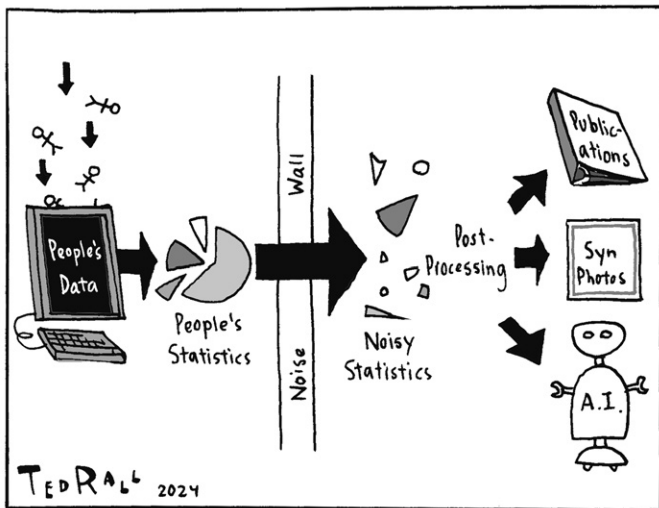 People's
Data
People's
Statistics
Wall
Noise
Noisy
Statistics
Post-
Processing
Public-
ations
Syn
Photos
A.I.
TEDRALL 2024